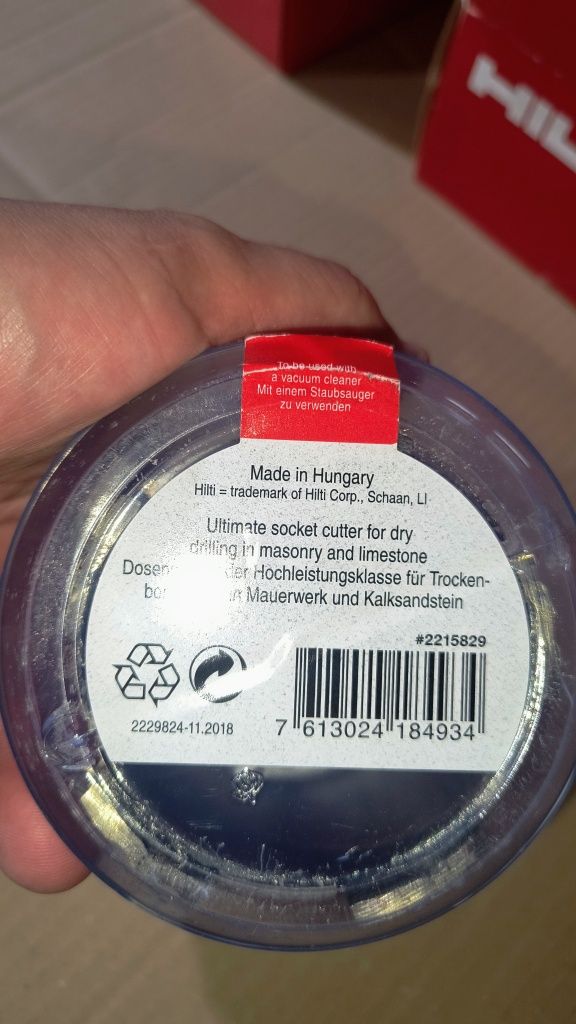 HIL
To be used with
a vacuum cleaner
Mit einem Staubsauger
zu verwenden
Made in Hungary
Hilti = trademark of Hilti Corp., Schaan, LI
Ultimate socket cutter for dry
drilling in masonry and limestone
der Hochleistungsklasse für Trocken-
Mauerwerk und Kalksandstein
#2215829
2229824-11.2018
7 613024 184934